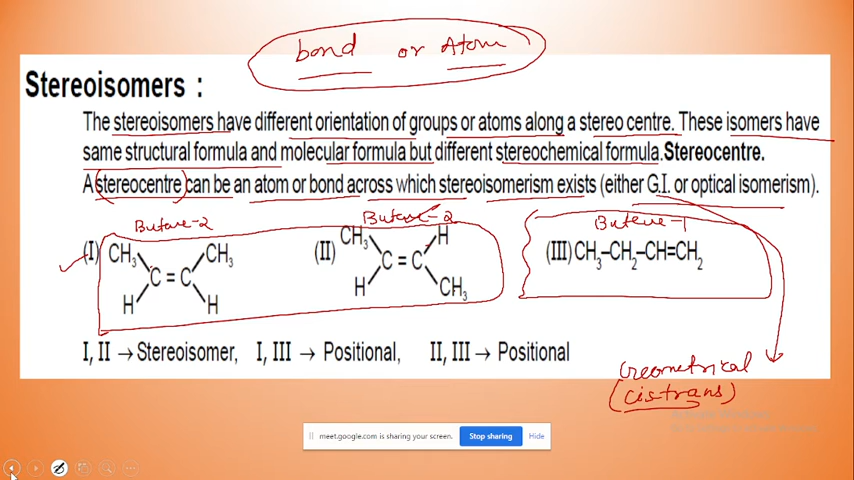 bond or Atom
Stereoisomers :
The stereoisomers have different orientation of groups or atoms along a stereo centre. These isomers have
same structural formula and molecular formula but different stereochemical formula. Stereocentre.
A stereocentre can be an atom or bond across which stereoisomerism exists (either G.I. or optical isomerism).
Butene-2 Butene-2 Butene-1
(I) CH3 CH3 (II) CH3 H (III) CH3–CH2–CH=CH2
C=C C=C
H H H CH3
I, II → Stereoisomer, I, III → Positional, II, III → Positional
Geometrical
(cistrans)
meet.google.com is sharing your screen. Stop sharing Hide